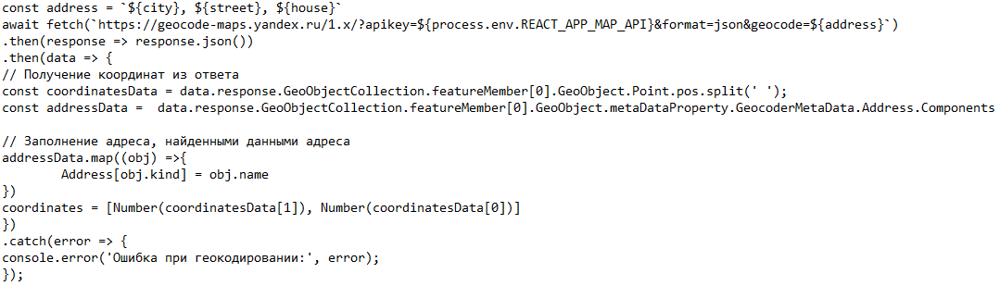 const address = `${city}, ${street}, ${house}`
await fetch(`https://geocode-maps.yandex.ru/1.x/?apikey=${process.env.REACT_APP_MAP_API}&format=json&geocode=${address}`)
.then(response => response.json())
.then(data => {
// Получение координат из ответа
const coordinatesData = data.response.GeoObjectCollection.featureMember[0].GeoObject.Point.pos.split(' ');
const addressData =  data.response.GeoObjectCollection.featureMember[0].GeoObject.metaDataProperty.GeocoderMetaData.Address.Components

// Заполнение адреса, найденными данными адреса
addressData.map((obj) =>{
        Address[obj.kind] = obj.name
})
coordinates = [Number(coordinatesData[1]), Number(coordinatesData[0])]
})
.catch(error => {
console.error('Ошибка при геокодировании:', error);
});